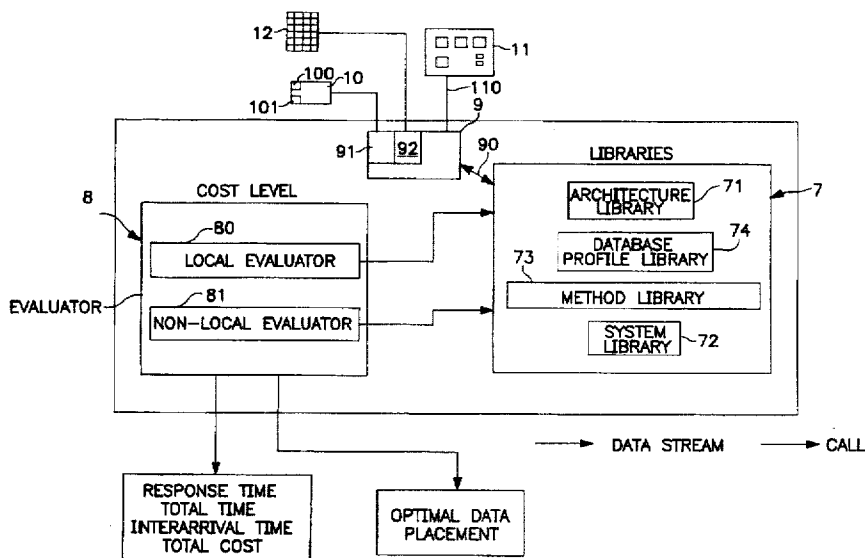 12
11
100
10
101
110
9
91
92
90
LIBRARIES
COST LEVEL
8
80
LOCAL EVALUATOR
81
NON-LOCAL EVALUATOR
EVALUATOR
ARCHITECTURE
LIBRARY
71
7
74
DATABASE
PROFILE LIBRARY
73
METHOD LIBRARY
SYSTEM
LIBRARY
72
DATA STREAM
CALL
RESPONSE TIME
TOTAL TIME
INTERARRIVAL TIME
TOTAL COST
OPTIMAL DATA
PLACEMENT